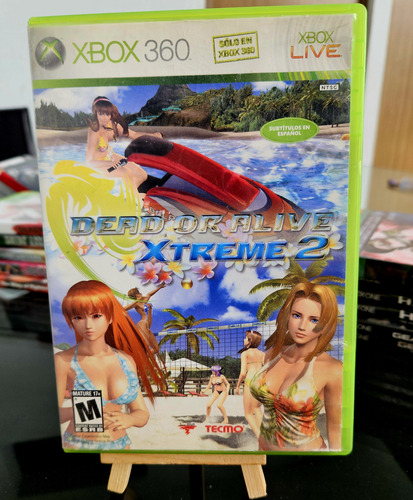 XBOX 360
SÓLO EN
XBOX 360
XBOX
LIVE
NTSC
SUBTÍTULOS EN
ESPAÑOL
DEAD OR ALIVE
XTREME 2
MATURE 17+
M
ESRB
TECMO